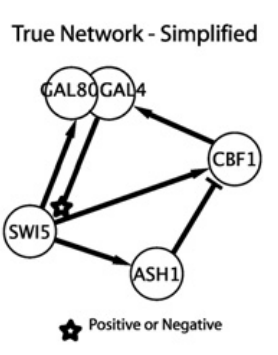 True Network - Simplified
GAL80 GAL4
CBF1
SWI5
ASH1
Positive or Negative